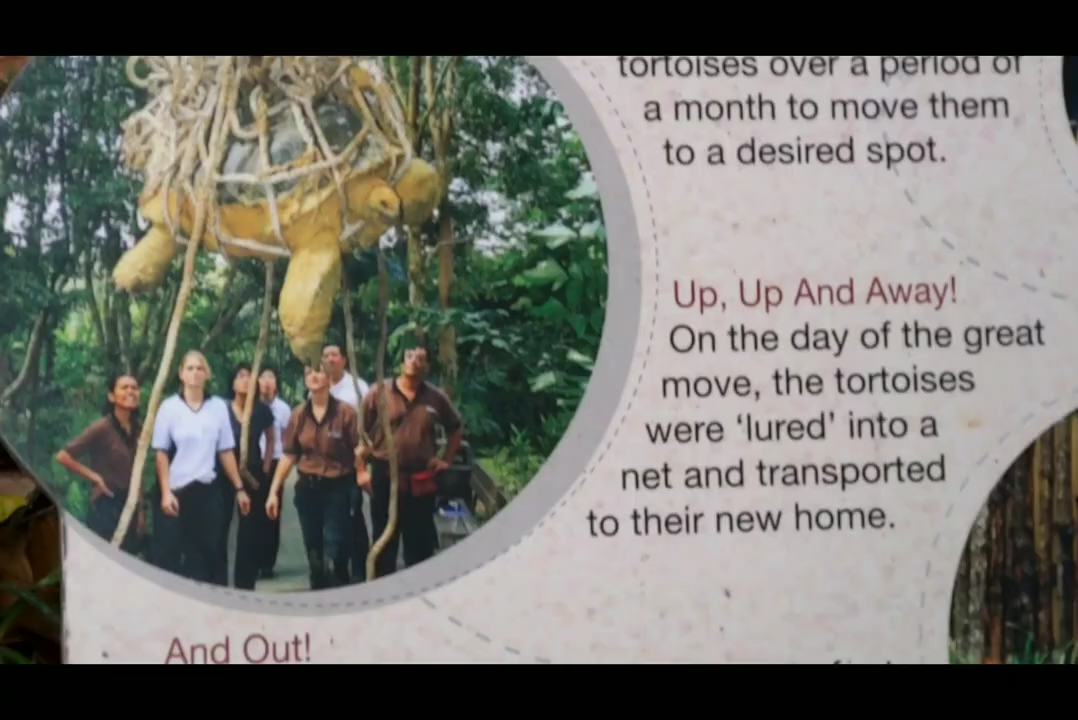 tortoises over a period of
a month to move them
to a desired spot.
Up, Up And Away!
On the day of the great
move, the tortoises
were ‘lured’ into a
net and transported
to their new home.
And Out!